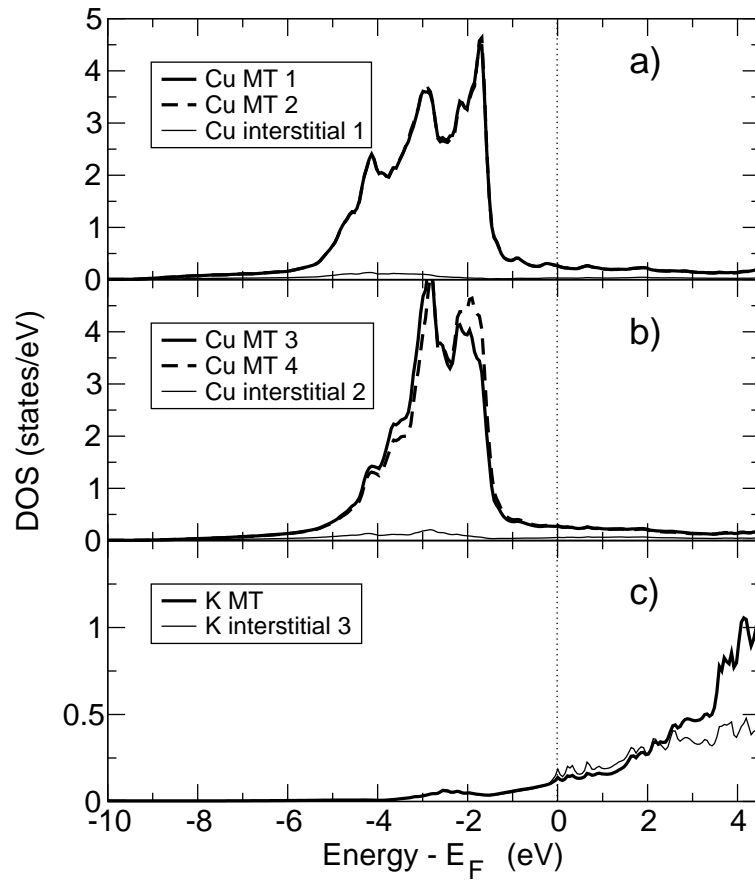 5
4
3
2
1
0
a)
Cu MT 1
Cu MT 2
Cu interstitial 1
4
3
2
1
0
b)
Cu MT 3
Cu MT 4
Cu interstitial 2
DOS (states/eV)
1
0.5
0
c)
K MT
K interstitial 3
-10 -8 -6 -4 -2 0 2 4
Energy - E_F (eV)